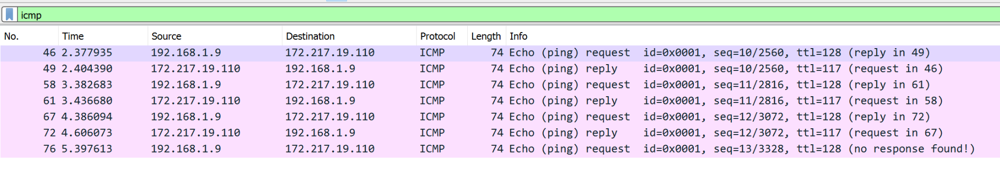 icmp
No. Time Source Destination Protocol Length Info
46 2.377935 192.168.1.9 172.217.19.110 ICMP 74 Echo (ping) request id=0x0001, seq=10/2560, ttl=128 (reply in 49)
49 2.404390 172.217.19.110 192.168.1.9 ICMP 74 Echo (ping) reply id=0x0001, seq=10/2560, ttl=117 (request in 46)
58 3.382683 192.168.1.9 172.217.19.110 ICMP 74 Echo (ping) request id=0x0001, seq=11/2816, ttl=128 (reply in 61)
61 3.436680 172.217.19.110 192.168.1.9 ICMP 74 Echo (ping) reply id=0x0001, seq=11/2816, ttl=117 (request in 58)
67 4.386094 192.168.1.9 172.217.19.110 ICMP 74 Echo (ping) request id=0x0001, seq=12/3072, ttl=128 (reply in 72)
72 4.606073 172.217.19.110 192.168.1.9 ICMP 74 Echo (ping) reply id=0x0001, seq=12/3072, ttl=117 (request in 67)
76 5.397613 192.168.1.9 172.217.19.110 ICMP 74 Echo (ping) request id=0x0001, seq=13/3328, ttl=128 (no response found!)